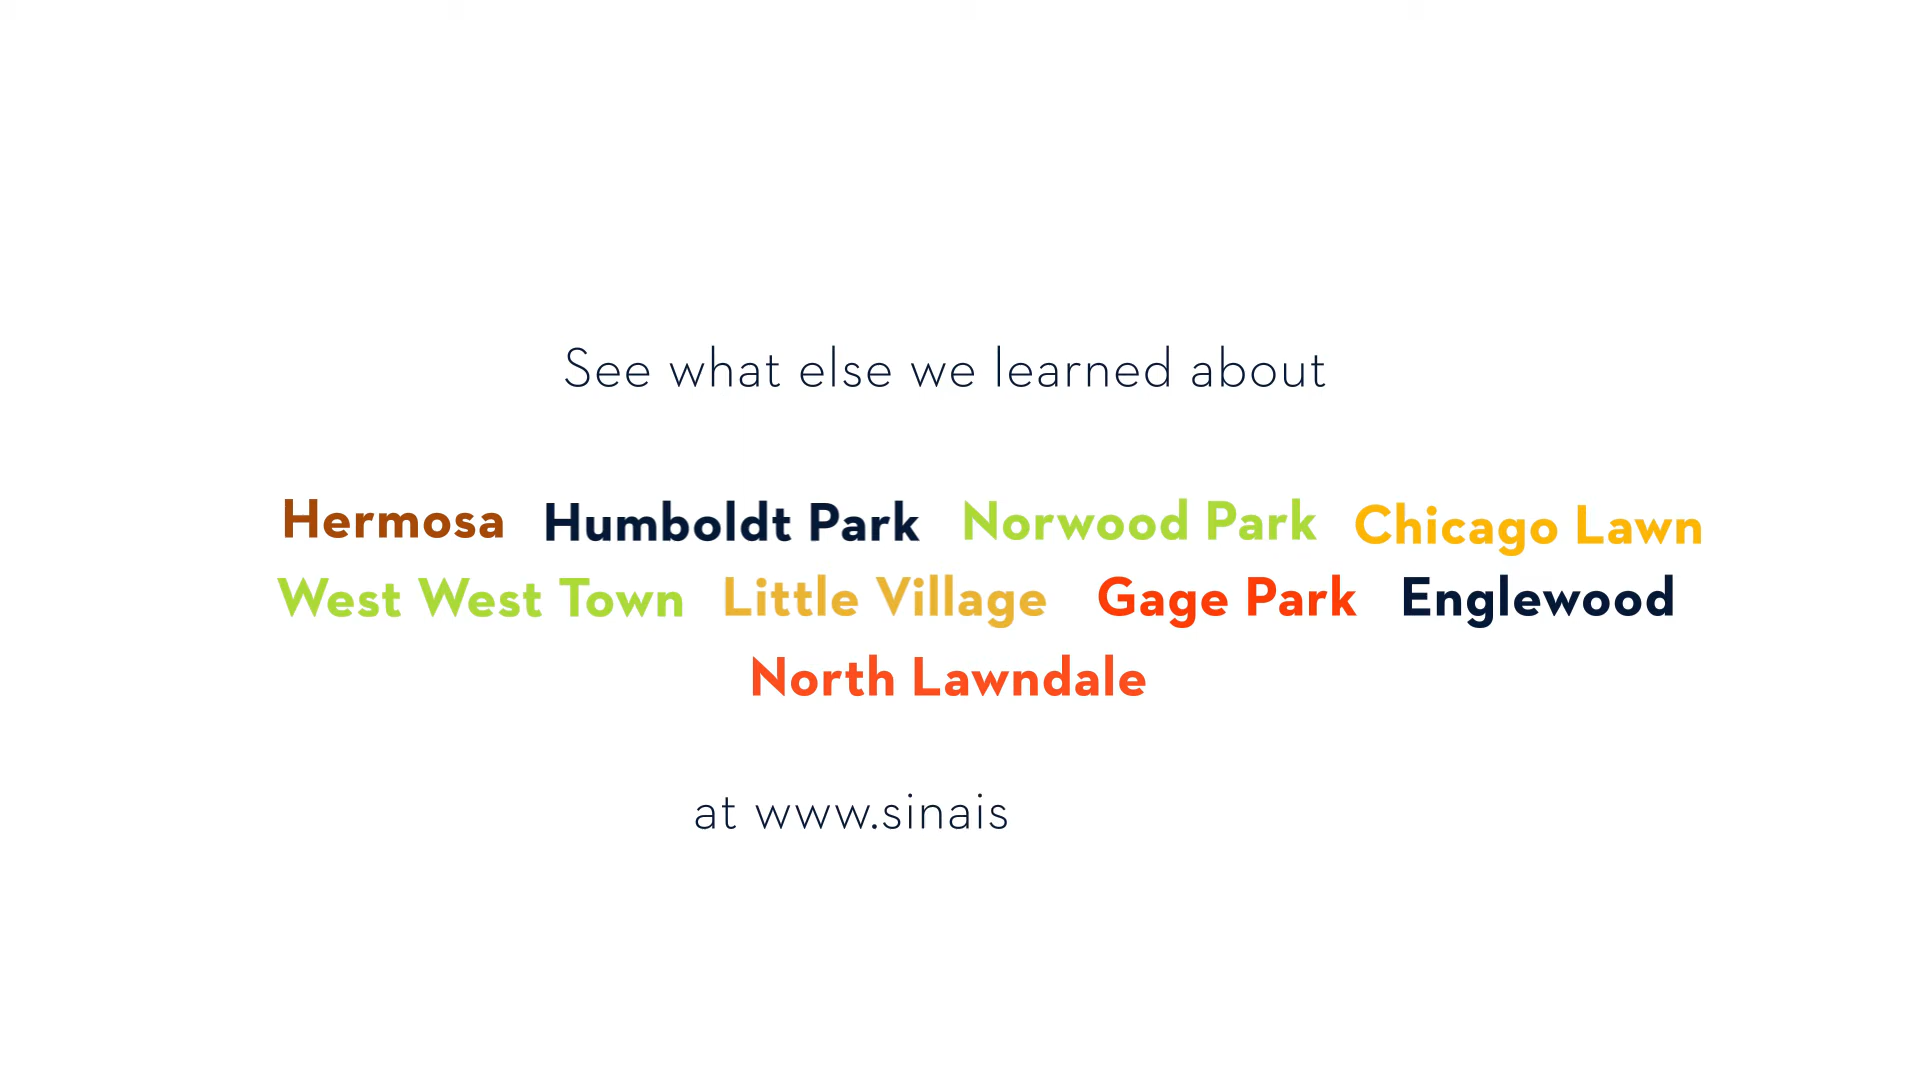 See what else we learned about
Hermosa Humboldt Park Norwood Park Chicago Lawn
West West Town Little Village Gage Park Englewood
North Lawndale
at www.sinais